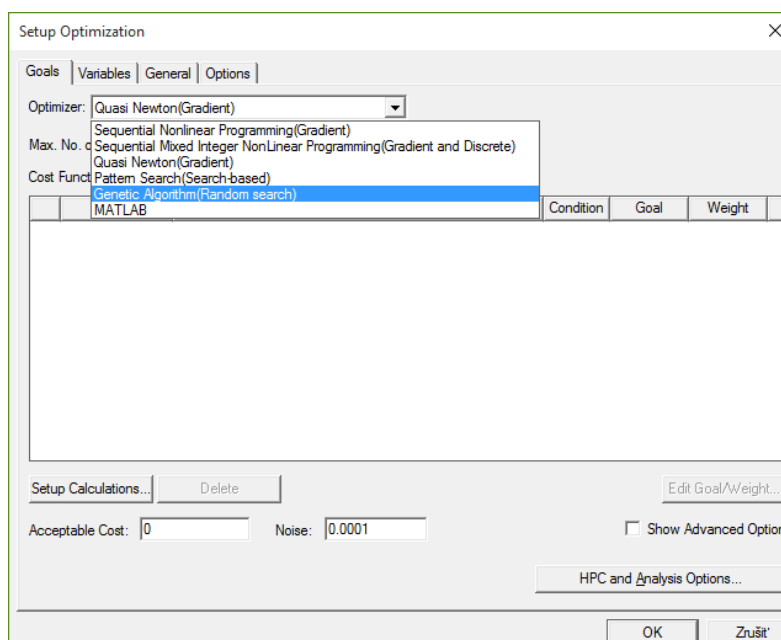 Setup Optimization
Goals Variables General Options
Optimizer: Quasi Newton(Gradient)
Sequential Nonlinear Programming(Gradient)
Max. No. Sequential Mixed Integer NonLinear Programming(Gradient and Discrete)
Quasi Newton(Gradient)
Cost Funct Pattern Search(Search-based)
Genetic Algorithm(Random search)
MATLAB
Condition Goal Weight
Setup Calculations... Delete Edit Goal/Weight...
Acceptable Cost: 0 Noise: 0.0001 Show Advanced Option
HPC and Analysis Options...
OK Zrušiť